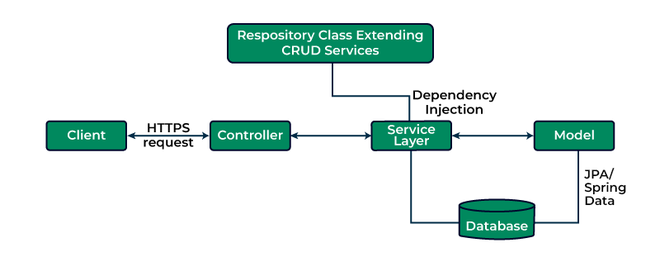 Respository Class Extending
CRUD Services
Dependency
Injection
Client
HTTPS
request
Controller
Service
Layer
Model
JPA/
Spring
Data
Database